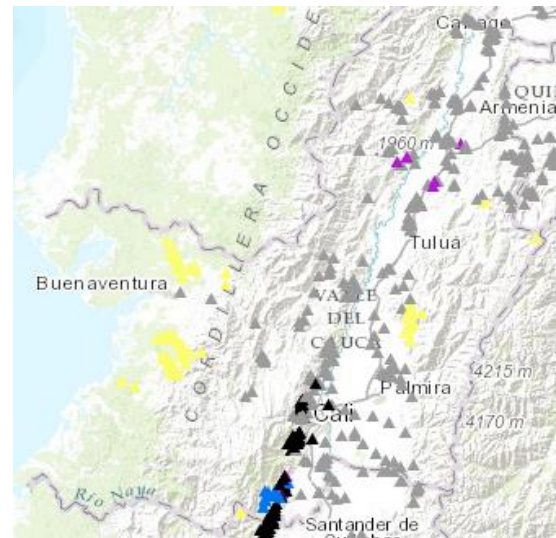 Cartago
QUI
Armenia
CORDILLERA OCCIDE
1960 m
Tuluá
Buenaventura
VALLE
DEL
CAUCA
4215 m
Palmira
Cali
4170 m
Río Naya
Santander de